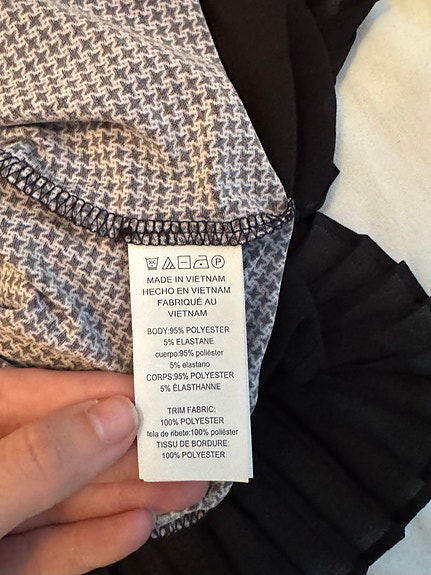 MADE IN VIETNAM
HECHO EN VIETNAM
FABRIQUÉ AU
VIETNAM
BODY:95% POLYESTER
5% ELASTANE
cuerpo:95% poliéster
5% elastano
CORPS:95% POLYESTER
5% ÉLASTHANNE
TRIM FABRIC:
100% POLYESTER
tela de ribete:100% poliéster
TISSU DE BORDURE:
100% POLYESTER